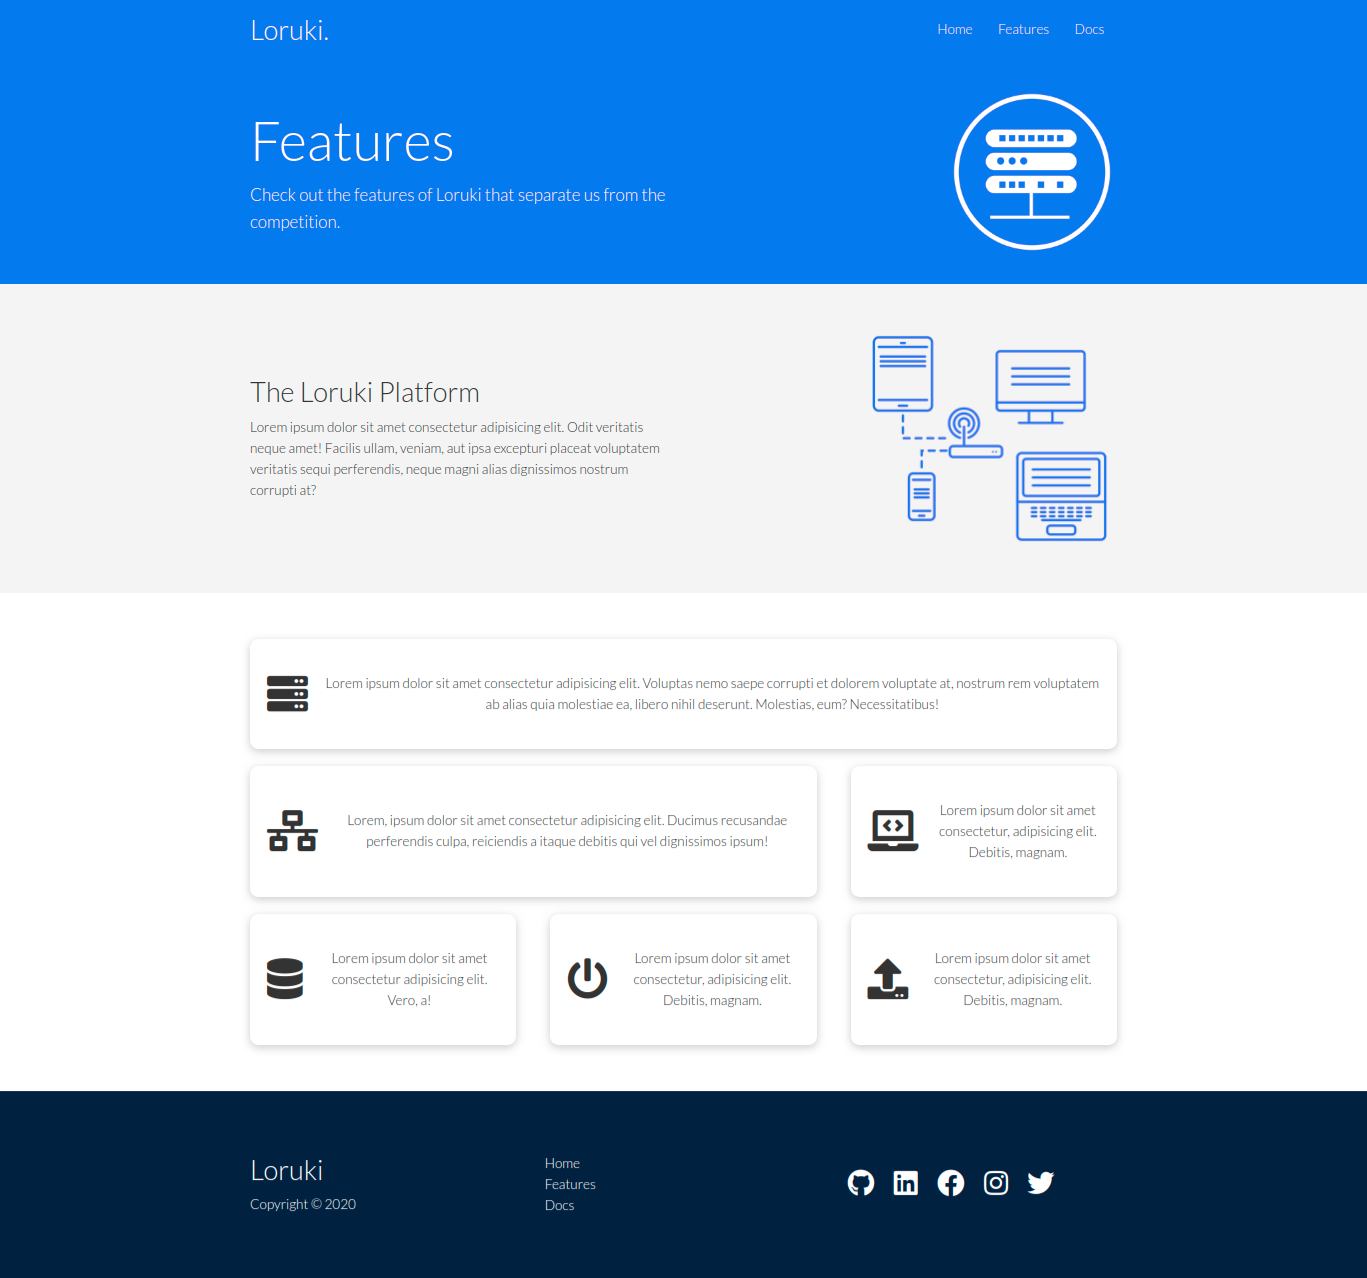 Loruki.
Home Features Docs
Features
Check out the features of Loruki that separate us from the
competition.
The Loruki Platform
Lorem ipsum dolor sit amet consectetur adipisicing elit. Odit veritatis
neque amet! Facilis ullam, veniam, aut ipsa excepturi placeat voluptatem
veritatis sequi perferendis, neque magni alias dignissimos nostrum
corrupti at?
Lorem ipsum dolor sit amet consectetur adipisicing elit. Voluptas nemo saepe corrupti et dolorem voluptate at, nostrum rem voluptatem
ab alias quia molestiae ea, libero nihil deserunt. Molestias, eum? Necessitatibus!
Lorem, ipsum dolor sit amet consectetur adipisicing elit. Ducimus recusandae
perferendis culpa, reiciendis a itaque debitis qui vel dignissimos ipsum!
Lorem ipsum dolor sit amet
consectetur, adipisicing elit.
Debitis, magnam.
Lorem ipsum dolor sit amet
consectetur adipisicing elit.
Vero, a!
Lorem ipsum dolor sit amet
consectetur, adipisicing elit.
Debitis, magnam.
Lorem ipsum dolor sit amet
consectetur, adipisicing elit.
Debitis, magnam.
Loruki
Copyright © 2020
Home
Features
Docs